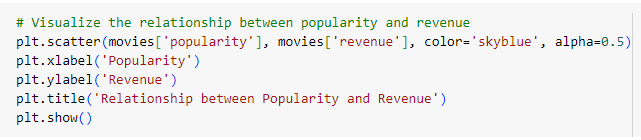 # Visualize the relationship between popularity and revenue
plt.scatter(movies['popularity'], movies['revenue'], color='skyblue', alpha=0.5)
plt.xlabel('Popularity')
plt.ylabel('Revenue')
plt.title('Relationship between Popularity and Revenue')
plt.show()